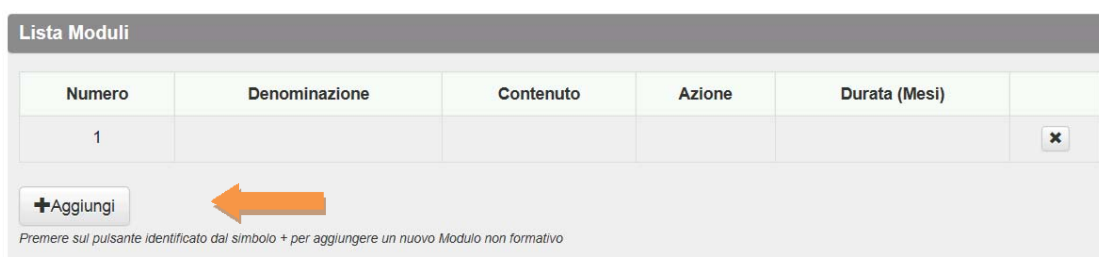 Lista Moduli
Numero Denominazione Contenuto Azione Durata (Mesi)
1
+Aggiungi
Premere sul pulsante identificato dal simbolo + per aggiungere un nuovo Modulo non formativo